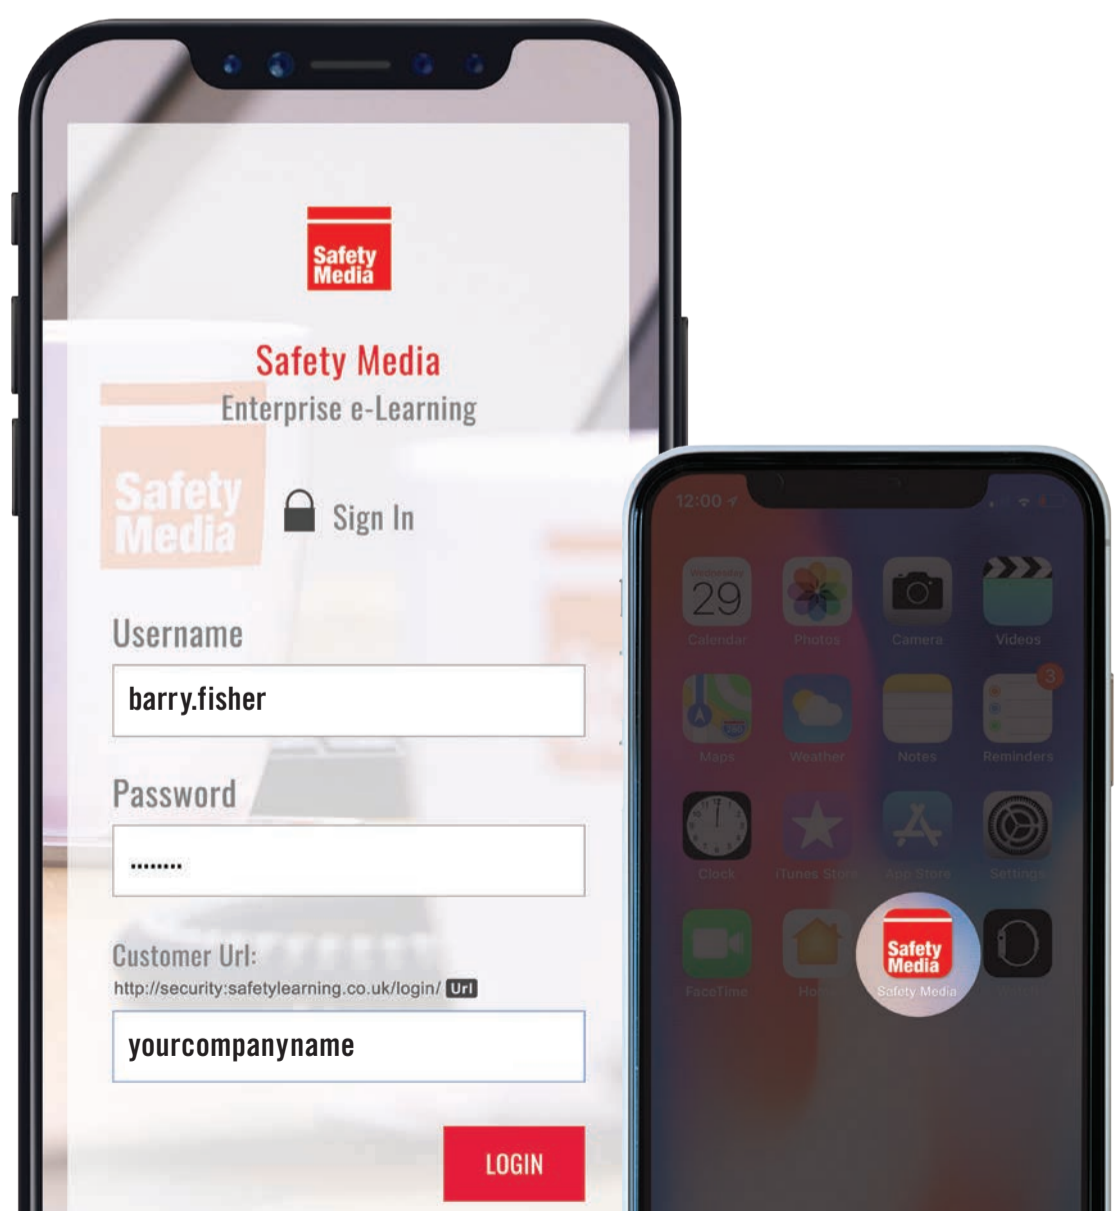 Safety
Media
Safety Media
Enterprise e-Learning
Safety
Media
Sign In
Username
barry.fisher
Password
........
Customer Url:
http://security:safetylearning.co.uk/login/ Url
yourcompanyname
LOGIN
12:00
Wednesday
29
Calendar
Photos
Camera
Videos
3
Maps
Weather
Notes
Reminders
Clock
iTunes Store
App Store
Settings
Safety
Media
FaceTime
Safety Media